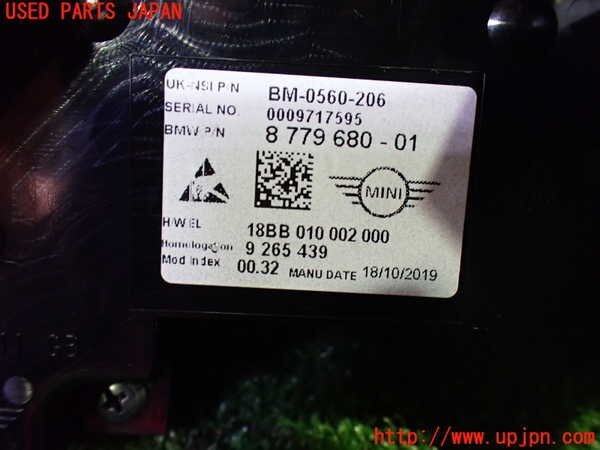 USED PARTS JAPAN
UK-NSI P/N BM-0560-206
SERIAL NO. 0009717595
BMW P/N 8 779 680 - 01
MINI
H/W EL 18BB 010 002 000
Homologation 9 265 439
Mod Index 00.32 MANU DATE 18/10/2019
GB
http://www.upjpn.com